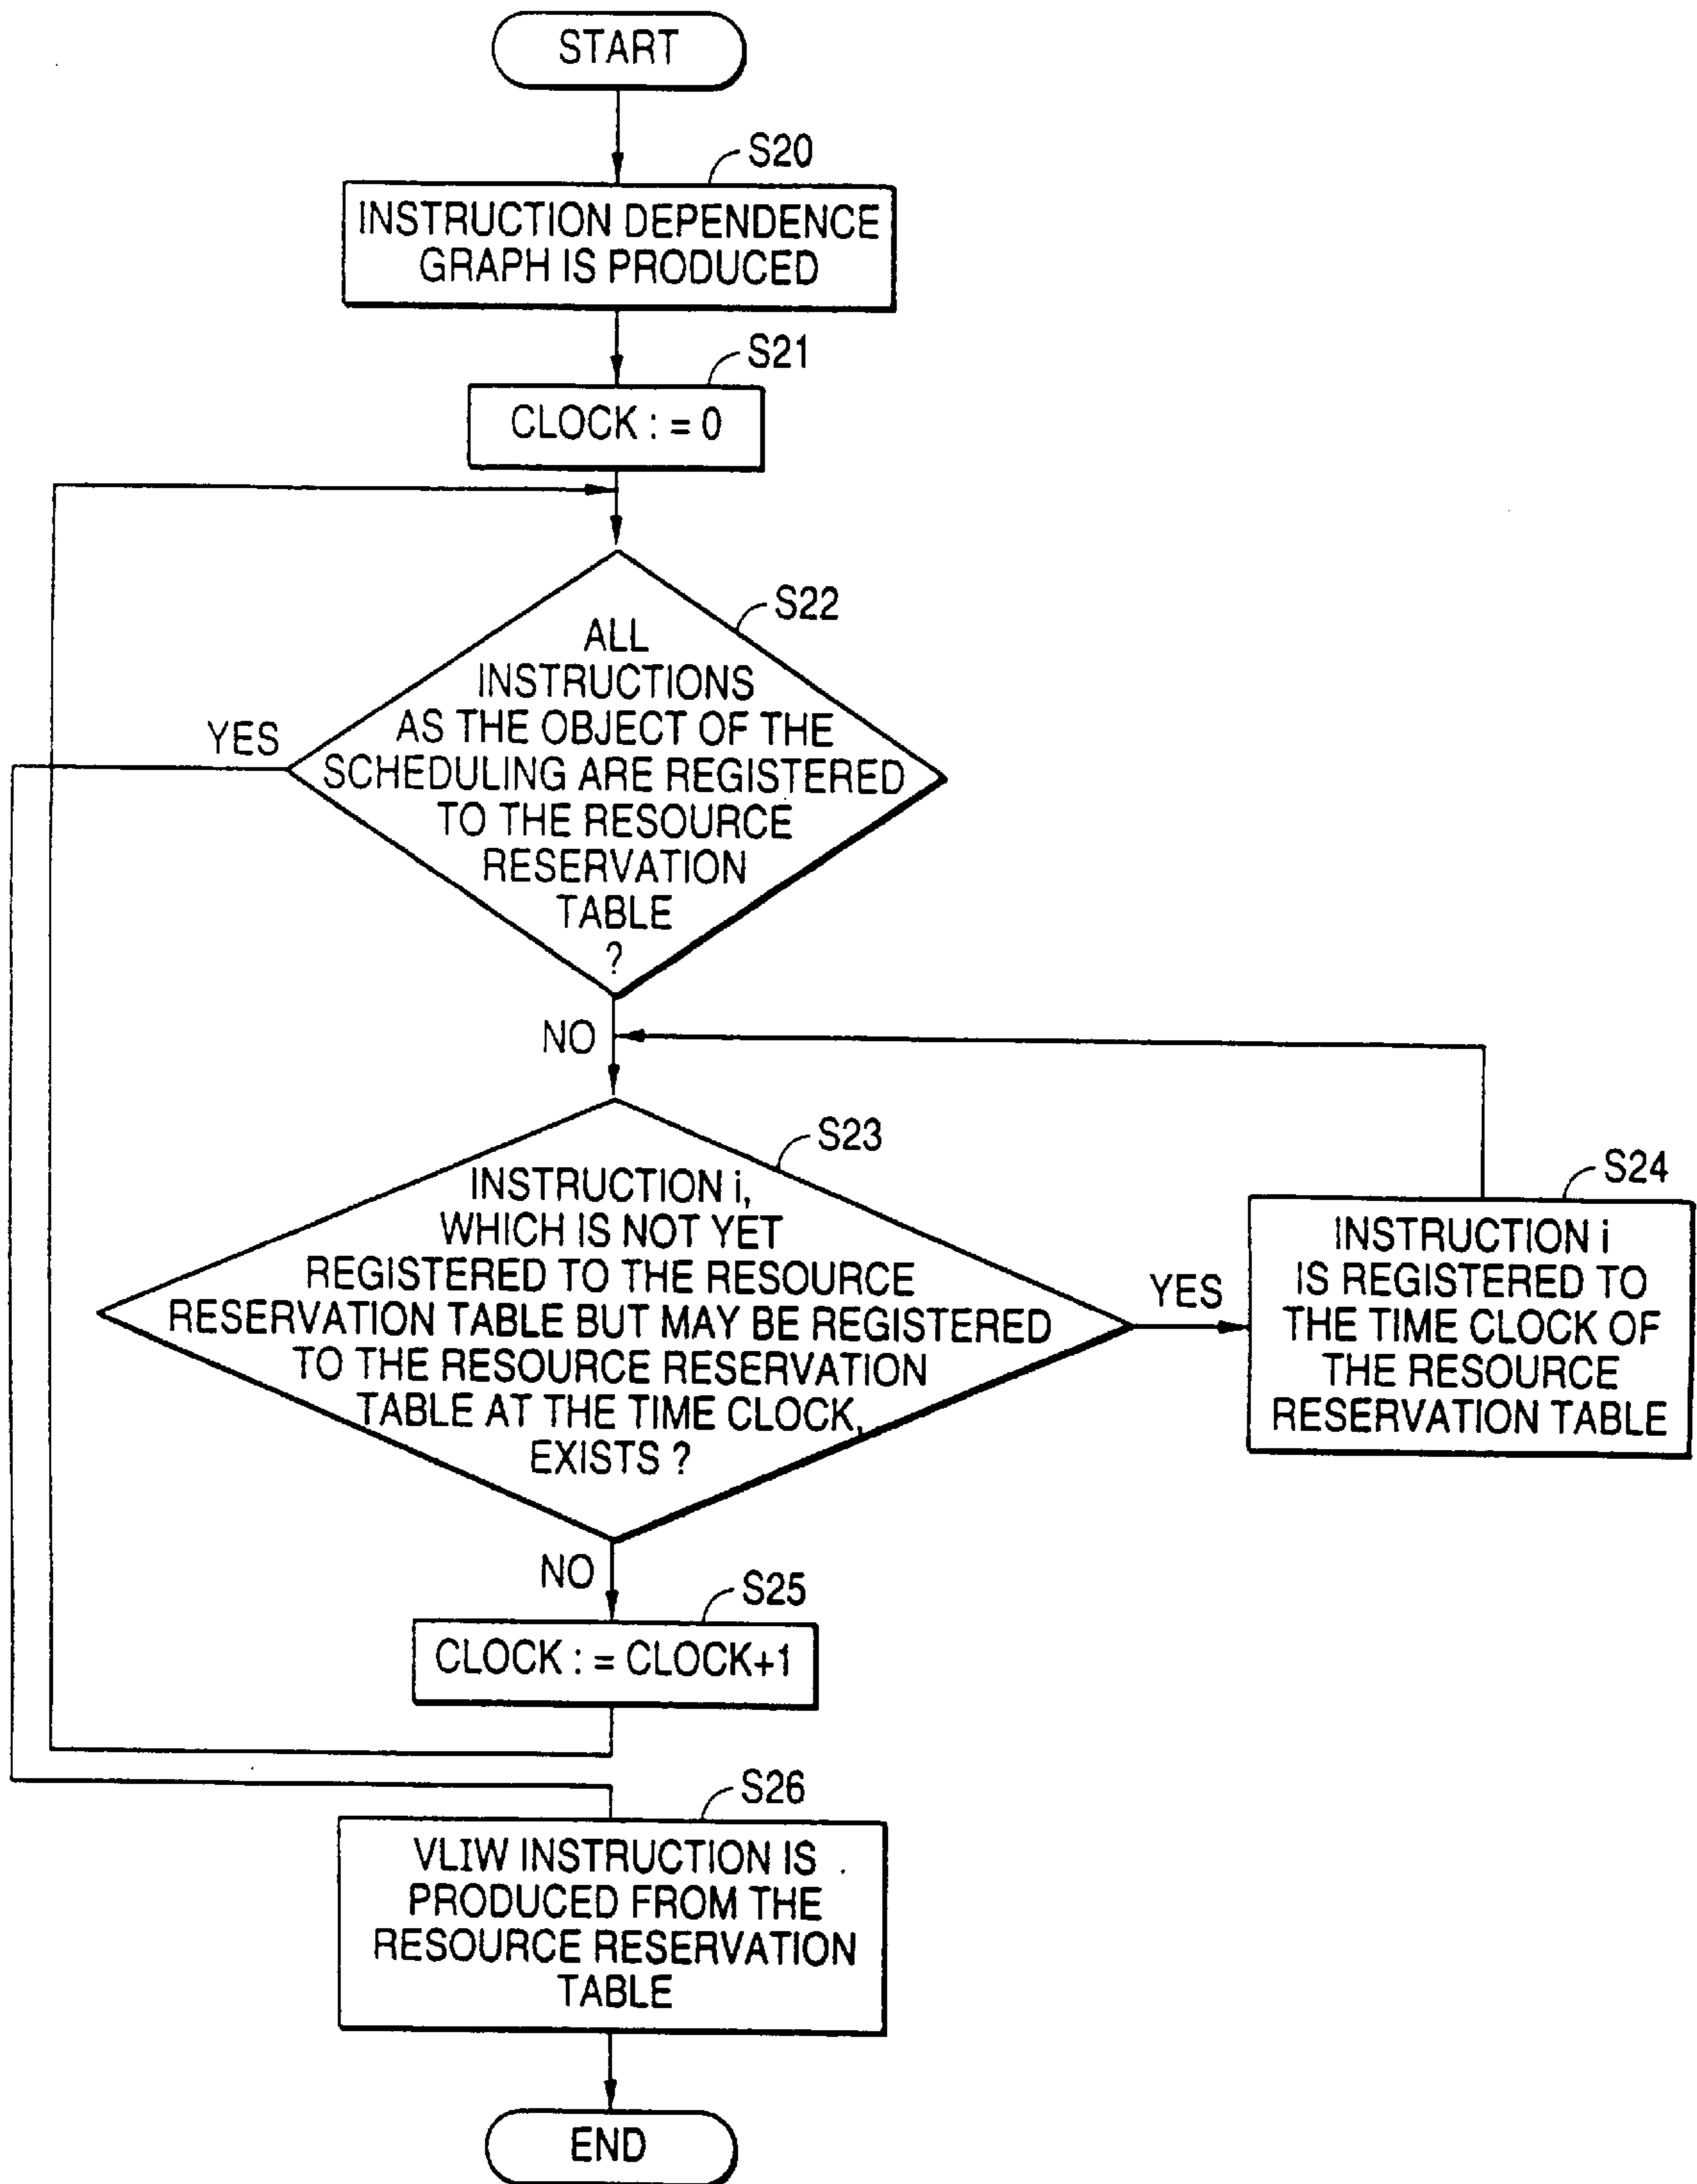 START
S20
INSTRUCTION DEPENDENCE
GRAPH IS PRODUCED
S21
CLOCK : = 0
S22
ALL
INSTRUCTIONS
AS THE OBJECT OF THE
SCHEDULING ARE REGISTERED
TO THE RESOURCE
RESERVATION
TABLE
?
YES
NO
S23
INSTRUCTION i,
WHICH IS NOT YET
REGISTERED TO THE RESOURCE
RESERVATION TABLE BUT MAY BE REGISTERED
TO THE RESOURCE RESERVATION
TABLE AT THE TIME CLOCK,
EXISTS ?
YES
S24
INSTRUCTION i
IS REGISTERED TO
THE TIME CLOCK OF
THE RESOURCE
RESERVATION TABLE
NO
S25
CLOCK : = CLOCK+1
S26
VLIW INSTRUCTION IS
PRODUCED FROM THE
RESOURCE RESERVATION
TABLE
END